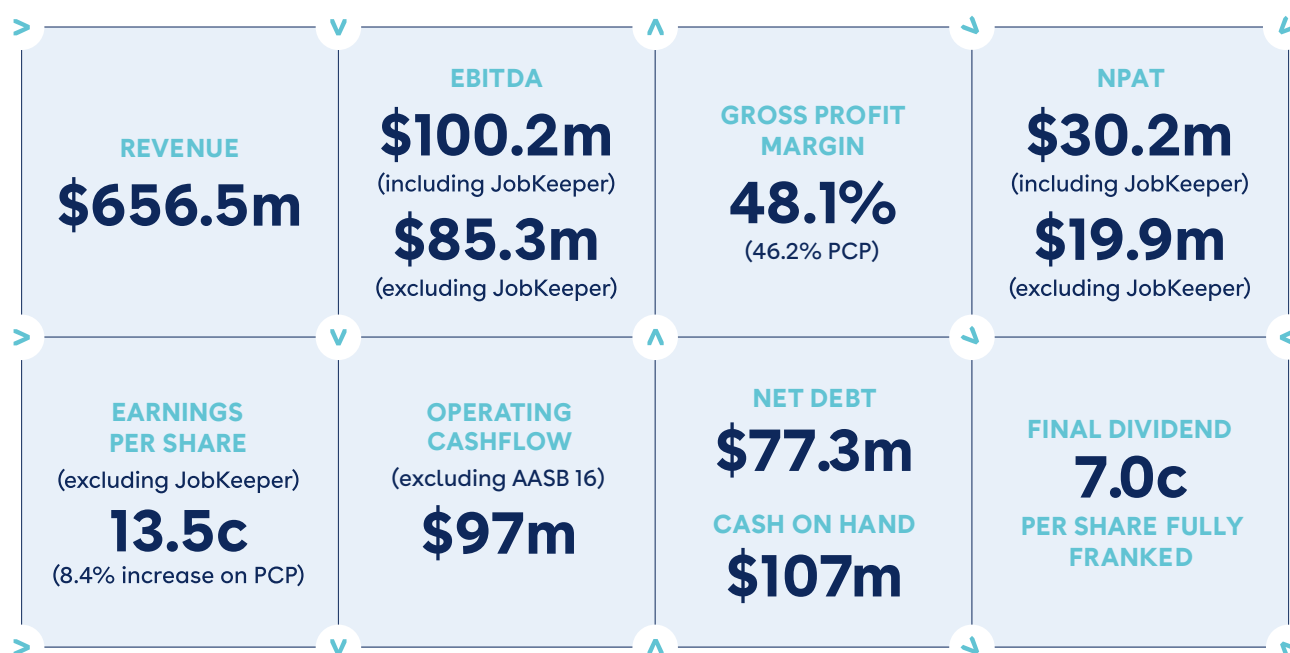 REVENUE
$656.5m
EBITDA
$100.2m
(including JobKeeper)
$85.3m
(excluding JobKeeper)
GROSS PROFIT
MARGIN
48.1%
(46.2% PCP)
NPAT
$30.2m
(including JobKeeper)
$19.9m
(excluding JobKeeper)
EARNINGS
PER SHARE
(excluding JobKeeper)
13.5c
(8.4% increase on PCP)
OPERATING
CASHFLOW
(excluding AASB 16)
$97m
NET DEBT
$77.3m
CASH ON HAND
$107m
FINAL DIVIDEND
7.0c
PER SHARE FULLY
FRANKED